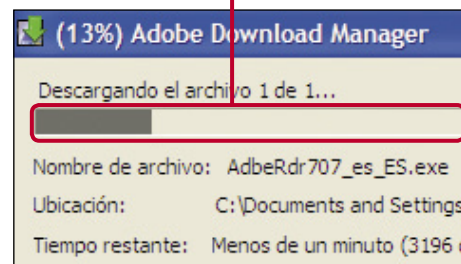 (13%) Adobe Download Manager
Descargando el archivo 1 de 1...
Nombre de archivo: AdbeRdr707_es_ES.exe
Ubicación: C:\Documents and Settings
Tiempo restante: Menos de un minuto (3196